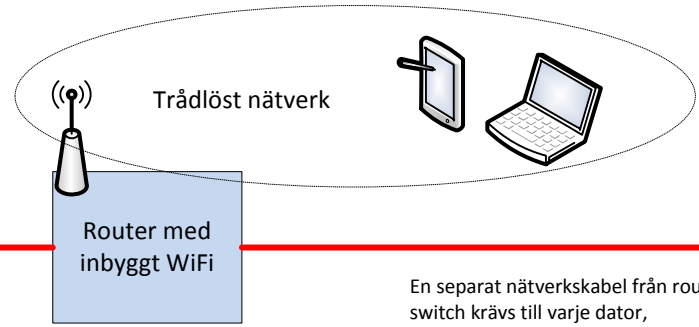 Trådlöst nätverk
Router med
inbyggt WiFi
En separat nätverkskabel från
switch krävs till varje dator,